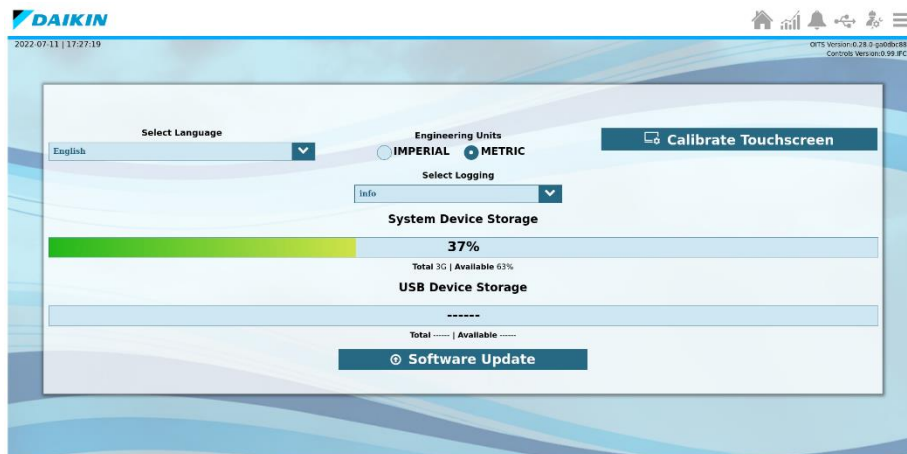 DAIKIN
2022-07-11 | 17:27:19
OITS Version:0.28.0-ga0dbc88
Controls Version:0.99.IFC
Select Language
English
Engineering Units
IMPERIAL METRIC
Calibrate Touchscreen
Select Logging
info
System Device Storage
37%
Total 3G | Available 63%
USB Device Storage
------
Total ------ | Available ------
Software Update